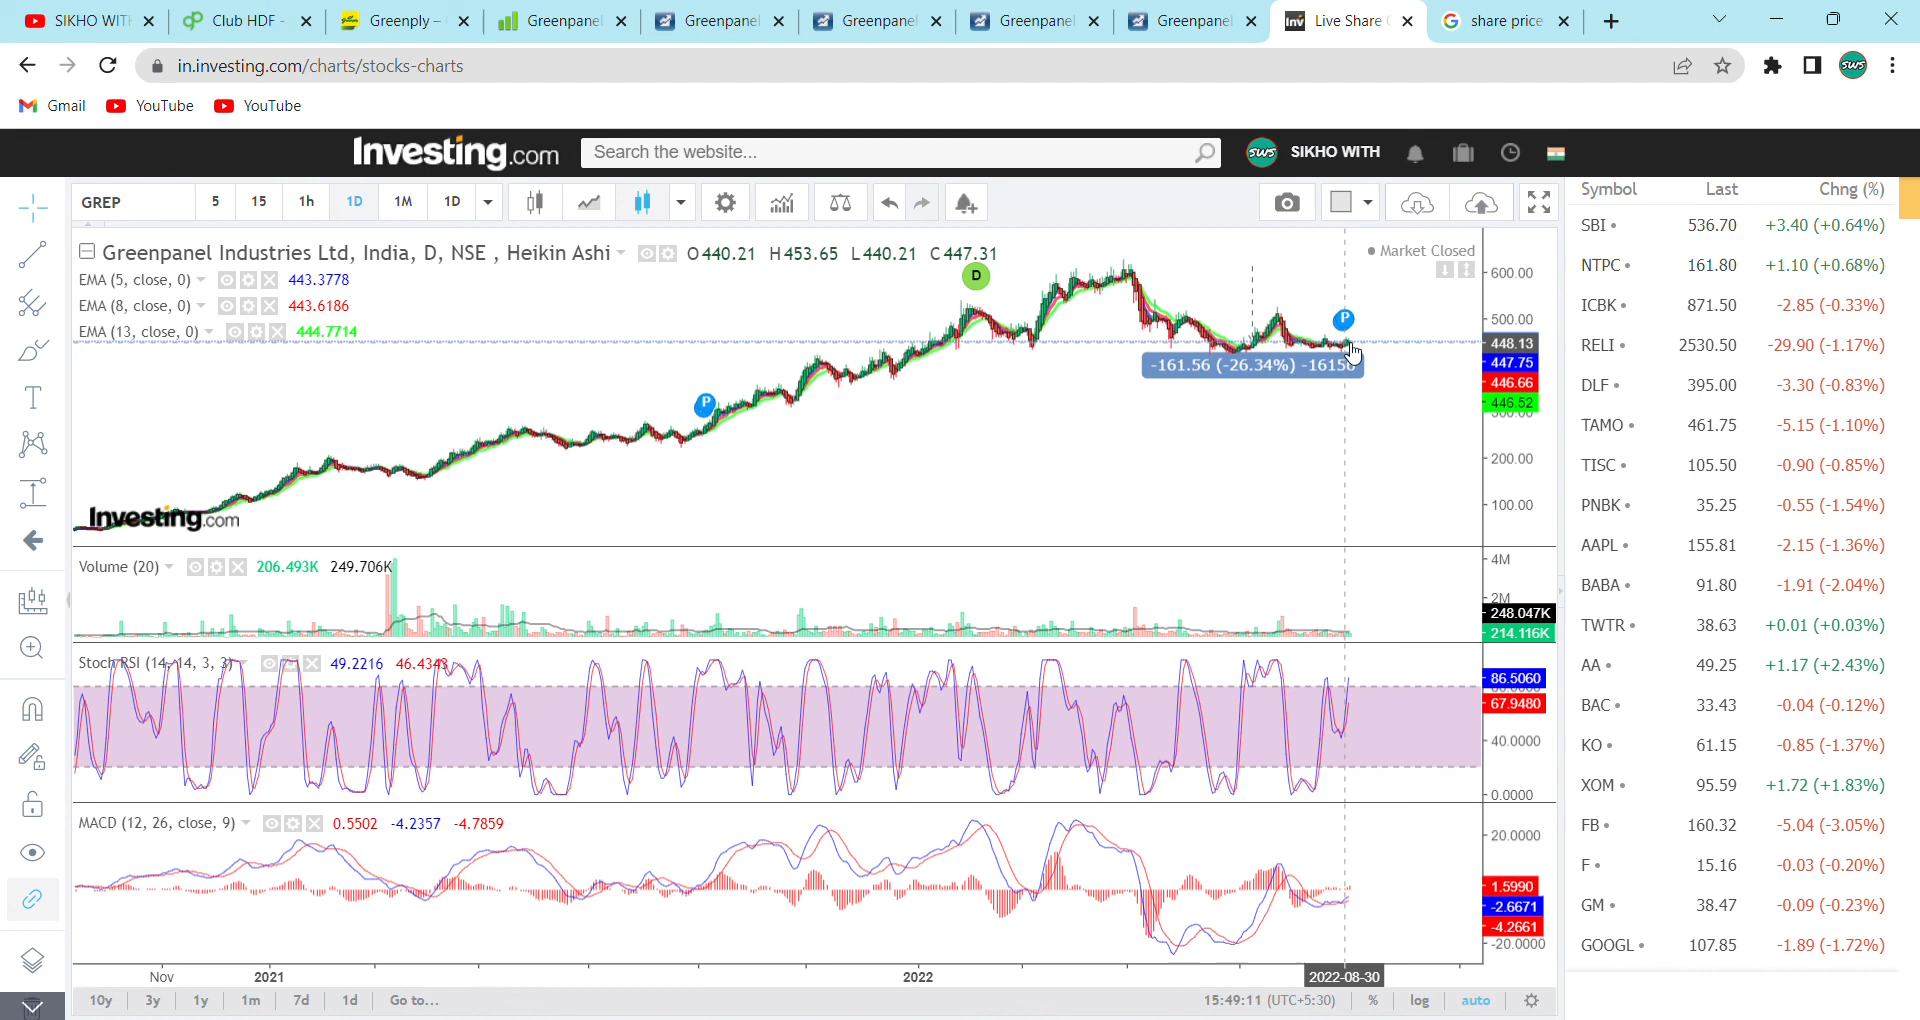 SIKHO WITH
Club HDF -
Greenply –
Greenpanel
Greenpanel
Greenpanel
Greenpanel
Greenpanel
Live Share C
share price
in.investing.com/charts/stocks-charts
sws
Gmail YouTube YouTube
Investing.com
Search the website...
sws SIKHO WITH
GREP 5 15 1h 1D 1M 1D
Greenpanel Industries Ltd, India, D, NSE , Heikin Ashi O 440.21 H 453.65 L 440.21 C 447.31
Market Closed
EMA (5, close, 0) 443.3778
EMA (8, close, 0) 443.6186
EMA (13, close, 0) 444.7714
D
P
P
-161.56 (-26.34%) -16156
600.00
500.00
448.13
447.75
446.66
446.52
300.00
200.00
100.00
Investing.com
Volume (20) 206.493K 249.706K
4M
2M
248.047K
214.116K
Stoch RSI (14, 14, 3, 3) 49.2216 46.4343
86.5060
67.9480
40.0000
0.0000
MACD (12, 26, close, 9) 0.5502 -4.2357 -4.7859
20.0000
1.5990
-2.6671
-4.2661
-20.0000
Nov 2021 2022 2022-08-30
10y 3y 1y 1m 7d 1d Go to... 15:49:11 (UTC+5:30) % log auto
Symbol Last Chng (%)
SBI 536.70 +3.40 (+0.64%)
NTPC 161.80 +1.10 (+0.68%)
ICBK 871.50 -2.85 (-0.33%)
RELI 2530.50 -29.90 (-1.17%)
DLF 395.00 -3.30 (-0.83%)
TAMO 461.75 -5.15 (-1.10%)
TISC 105.50 -0.90 (-0.85%)
PNBK 35.25 -0.55 (-1.54%)
AAPL 155.81 -2.15 (-1.36%)
BABA 91.80 -1.91 (-2.04%)
TWTR 38.63 +0.01 (+0.03%)
AA 49.25 +1.17 (+2.43%)
BAC 33.43 -0.04 (-0.12%)
KO 61.15 -0.85 (-1.37%)
XOM 95.59 +1.72 (+1.83%)
FB 160.32 -5.04 (-3.05%)
F 15.16 -0.03 (-0.20%)
GM 38.47 -0.09 (-0.23%)
GOOGL 107.85 -1.89 (-1.72%)